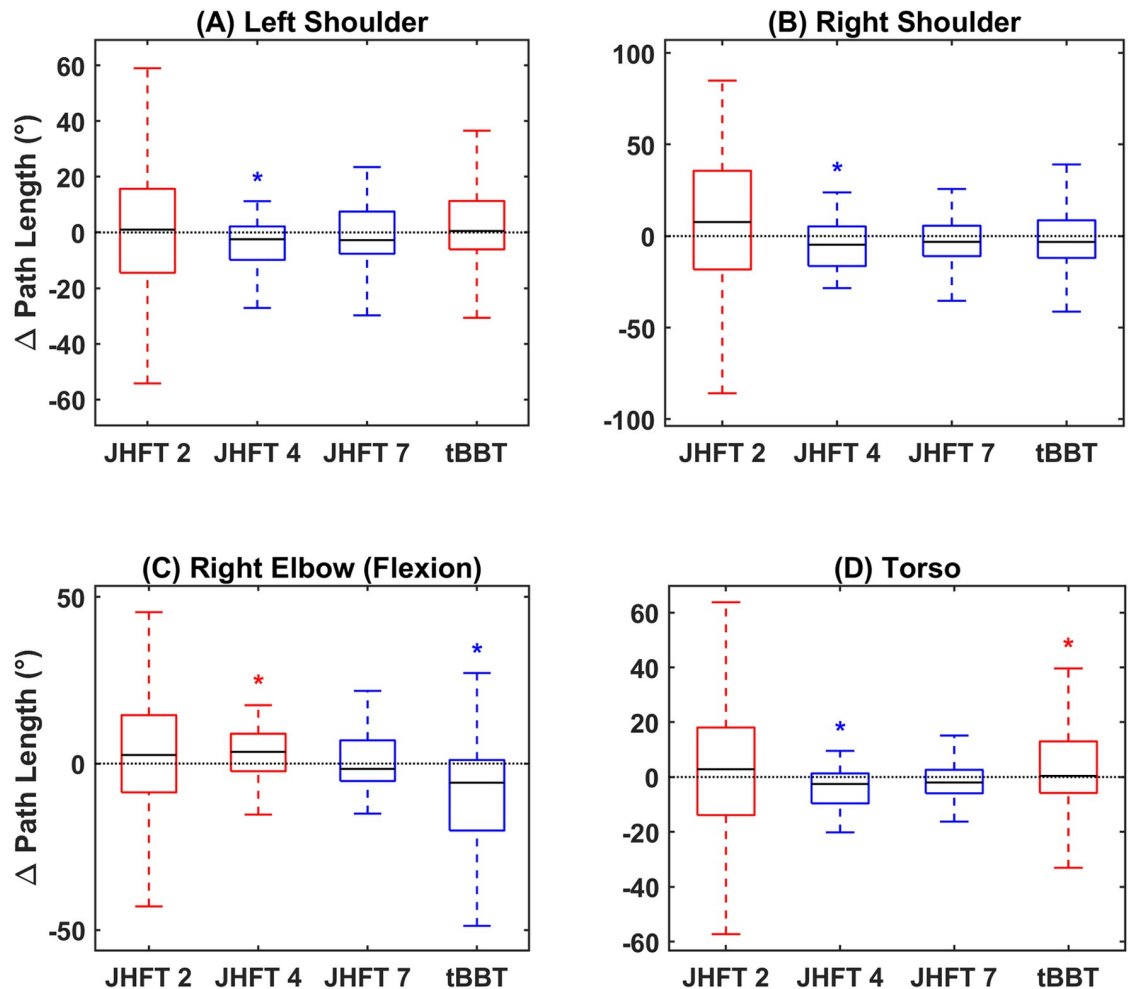 (A) Left Shoulder
Δ Path Length (°)
60
40
20
0
-20
-40
-60
*
JHFT 2 JHFT 4 JHFT 7 tBBT
(B) Right Shoulder
100
50
0
-50
-100
*
JHFT 2 JHFT 4 JHFT 7 tBBT
(C) Right Elbow (Flexion)
Δ Path Length (°)
50
0
-50
* *
JHFT 2 JHFT 4 JHFT 7 tBBT
(D) Torso
60
40
20
0
-20
-40
-60
* *
JHFT 2 JHFT 4 JHFT 7 tBBT